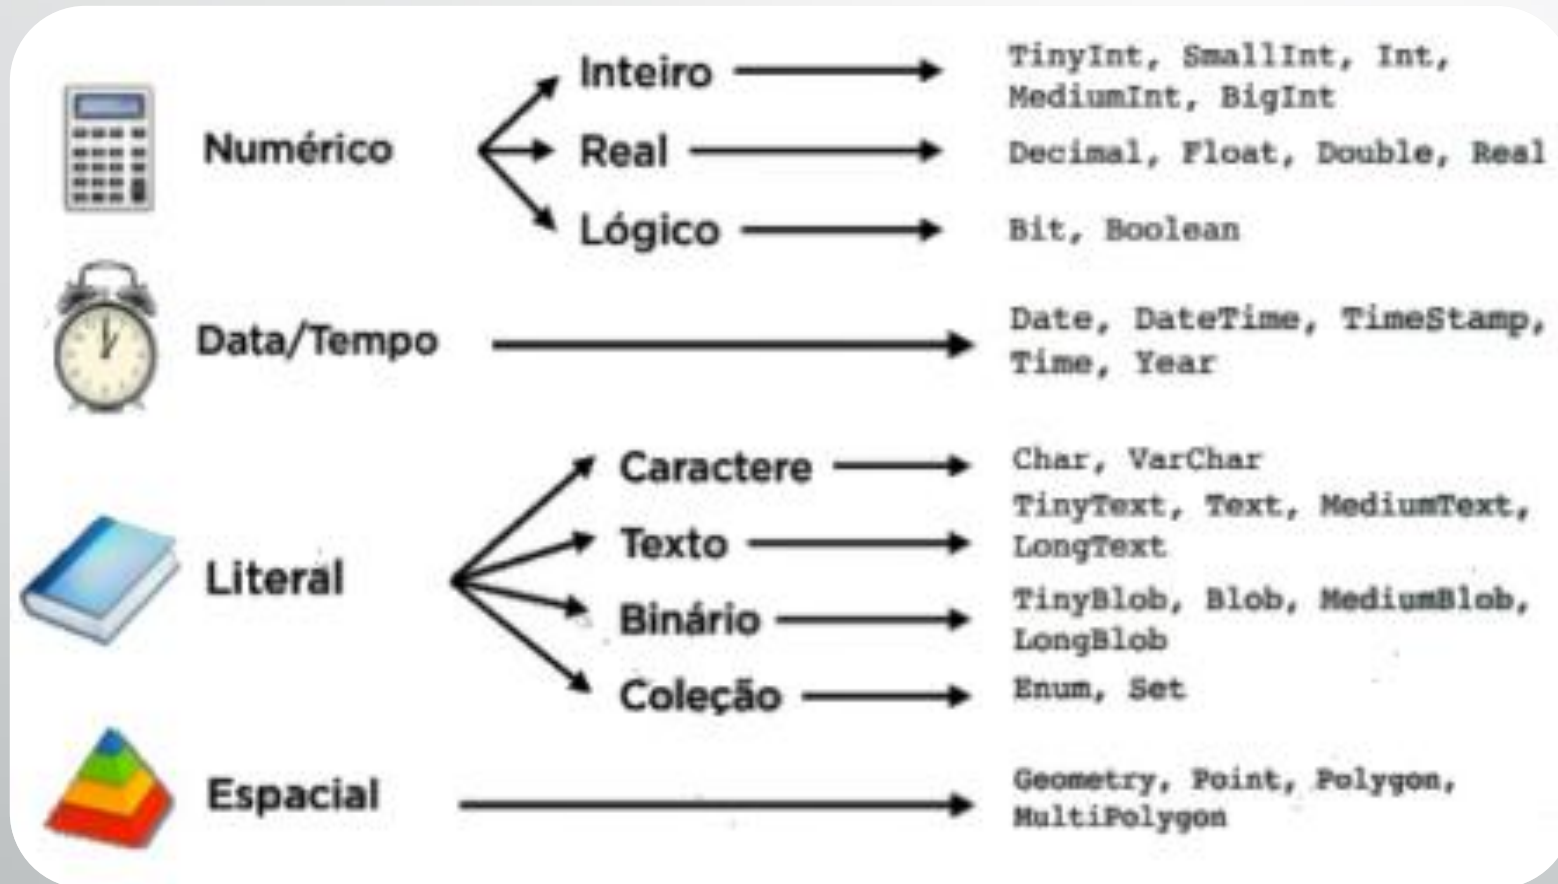 Numérico
Inteiro
TinyInt, SmallInt, Int,
MediumInt, BigInt
Real
Decimal, Float, Double, Real
Lógico
Bit, Boolean
Data/Tempo
Date, DateTime, TimeStamp,
Time, Year
Literal
Caractere
Char, VarChar
Texto
TinyText, Text, MediumText,
LongText
Binário
TinyBlob, Blob, MediumBlob,
LongBlob
Coleção
Enum, Set
Espacial
Geometry, Point, Polygon,
MultiPolygon